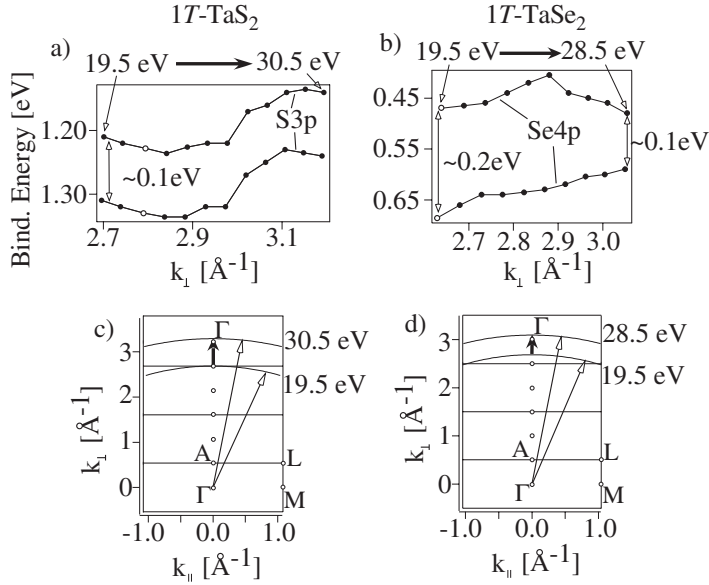 1T-TaS₂
1T-TaSe₂
a)
19.5 eV
30.5 eV
S3p
~0.1eV
1.20
1.30
Bind. Energy [eV]
2.7
2.9
3.1
k⊥ [Å⁻¹]
b)
19.5 eV
28.5 eV
0.45
0.55
0.65
Se4p
~0.2eV
~0.1eV
2.7
2.8
2.9
3.0
k⊥ [Å⁻¹]
c)
Γ
30.5 eV
19.5 eV
3
2
1
0
k⊥ [Å⁻¹]
A
L
Γ
M
-1.0
0.0
1.0
k∥ [Å⁻¹]
d)
Γ
28.5 eV
19.5 eV
3
2
1
0
k⊥ [Å⁻¹]
A
L
Γ
M
-1.0
0.0
1.0
k∥ [Å⁻¹]